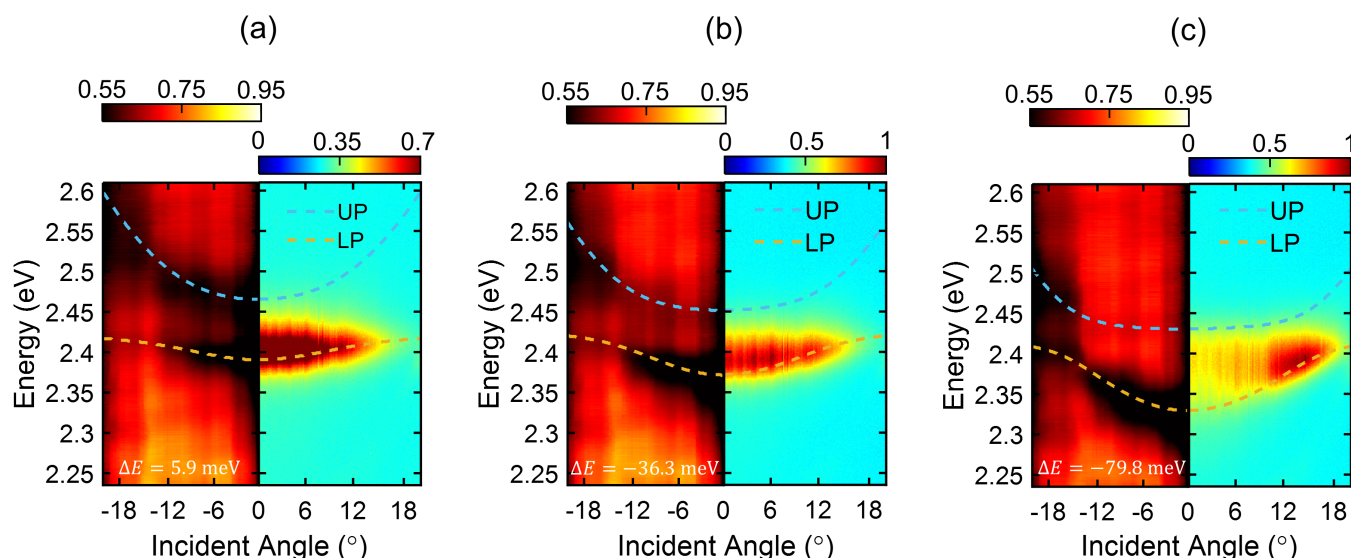 (a)
0.55 0.75 0.95
0 0.35 0.7
2.6
2.55
2.5
2.45
2.4
2.35
2.3
2.25
Energy (eV)
UP
LP
ΔE = 5.9 meV
-18 -12 -6 0 6 12 18
Incident Angle (°)
(b)
0.55 0.75 0.95
0 0.5 1
2.6
2.55
2.5
2.45
2.4
2.35
2.3
2.25
Energy (eV)
UP
LP
ΔE = −36.3 meV
-18 -12 -6 0 6 12 18
Incident Angle (°)
(c)
0.55 0.75 0.95
0 0.5 1
2.6
2.55
2.5
2.45
2.4
2.35
2.3
2.25
Energy (eV)
UP
LP
ΔE = −79.8 meV
-18 -12 -6 0 6 12 18
Incident Angle (°)